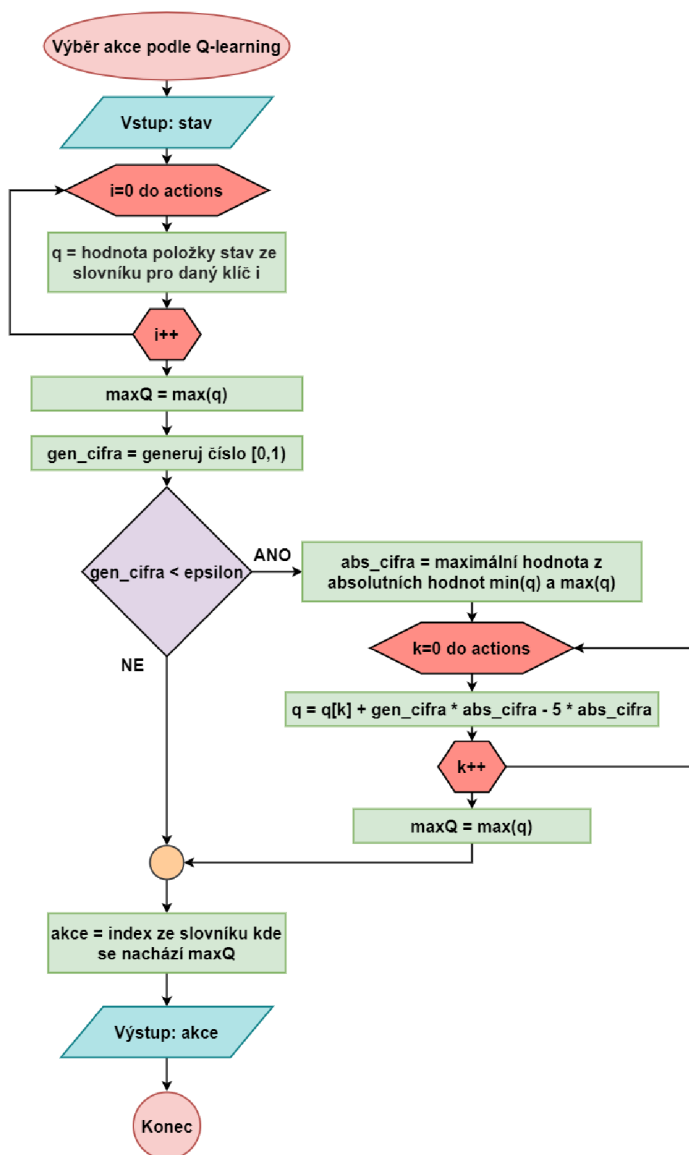 Výběr akce podle Q-learning
Vstup: stav
i=0 do actions
q = hodnota položky stav ze
slovníku pro daný klíč i
i++
maxQ = max(q)
gen_cifra = generuj číslo [0,1)
gen_cifra < epsilon
ANO
NE
abs_cifra = maximální hodnota z
absolutních hodnot min(q) a max(q)
k=0 do actions
q = q[k] + gen_cifra * abs_cifra - 5 * abs_cifra
k++
maxQ = max(q)
akce = index ze slovníku kde
se nachází maxQ
Výstup: akce
Konec